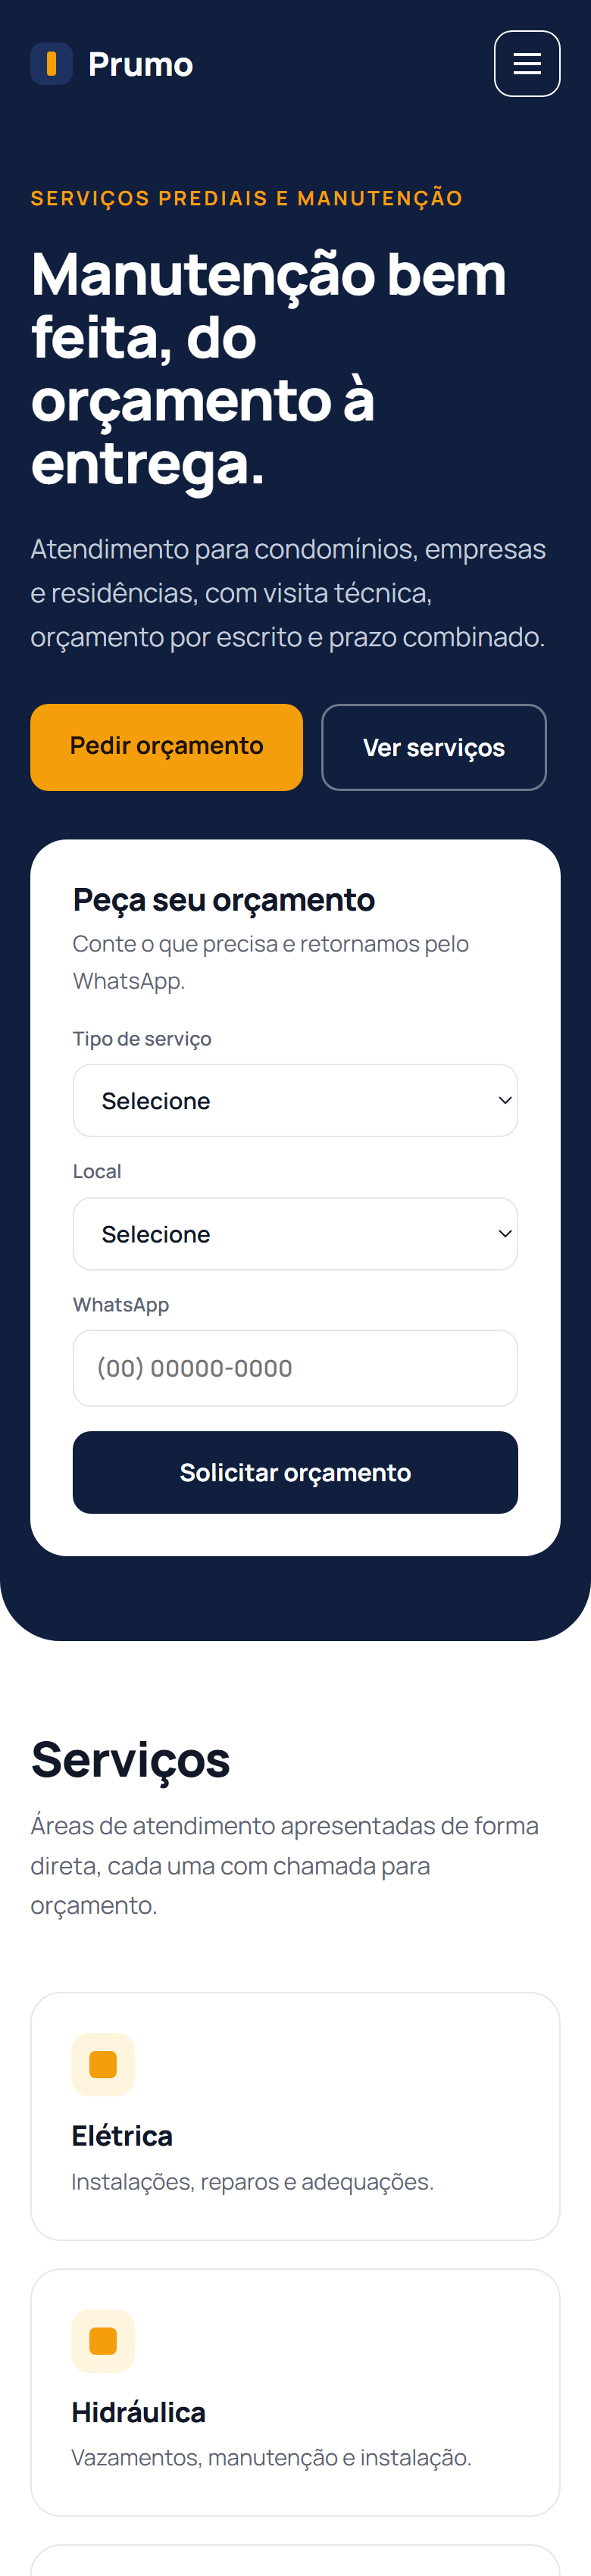 Prumo
SERVIÇOS PREDIAIS E MANUTENÇÃO
Manutenção bem
feita, do
orçamento à
entrega.
Atendimento para condomínios, empresas
e residências, com visita técnica,
orçamento por escrito e prazo combinado.
Pedir orçamento
Ver serviços
Peça seu orçamento
Conte o que precisa e retornamos pelo
WhatsApp.
Tipo de serviço
Selecione
Local
Selecione
WhatsApp
(00) 00000-0000
Solicitar orçamento
Serviços
Áreas de atendimento apresentadas de forma
direta, cada uma com chamada para
orçamento.
Elétrica
Instalações, reparos e adequações.
Hidráulica
Vazamentos, manutenção e instalação.